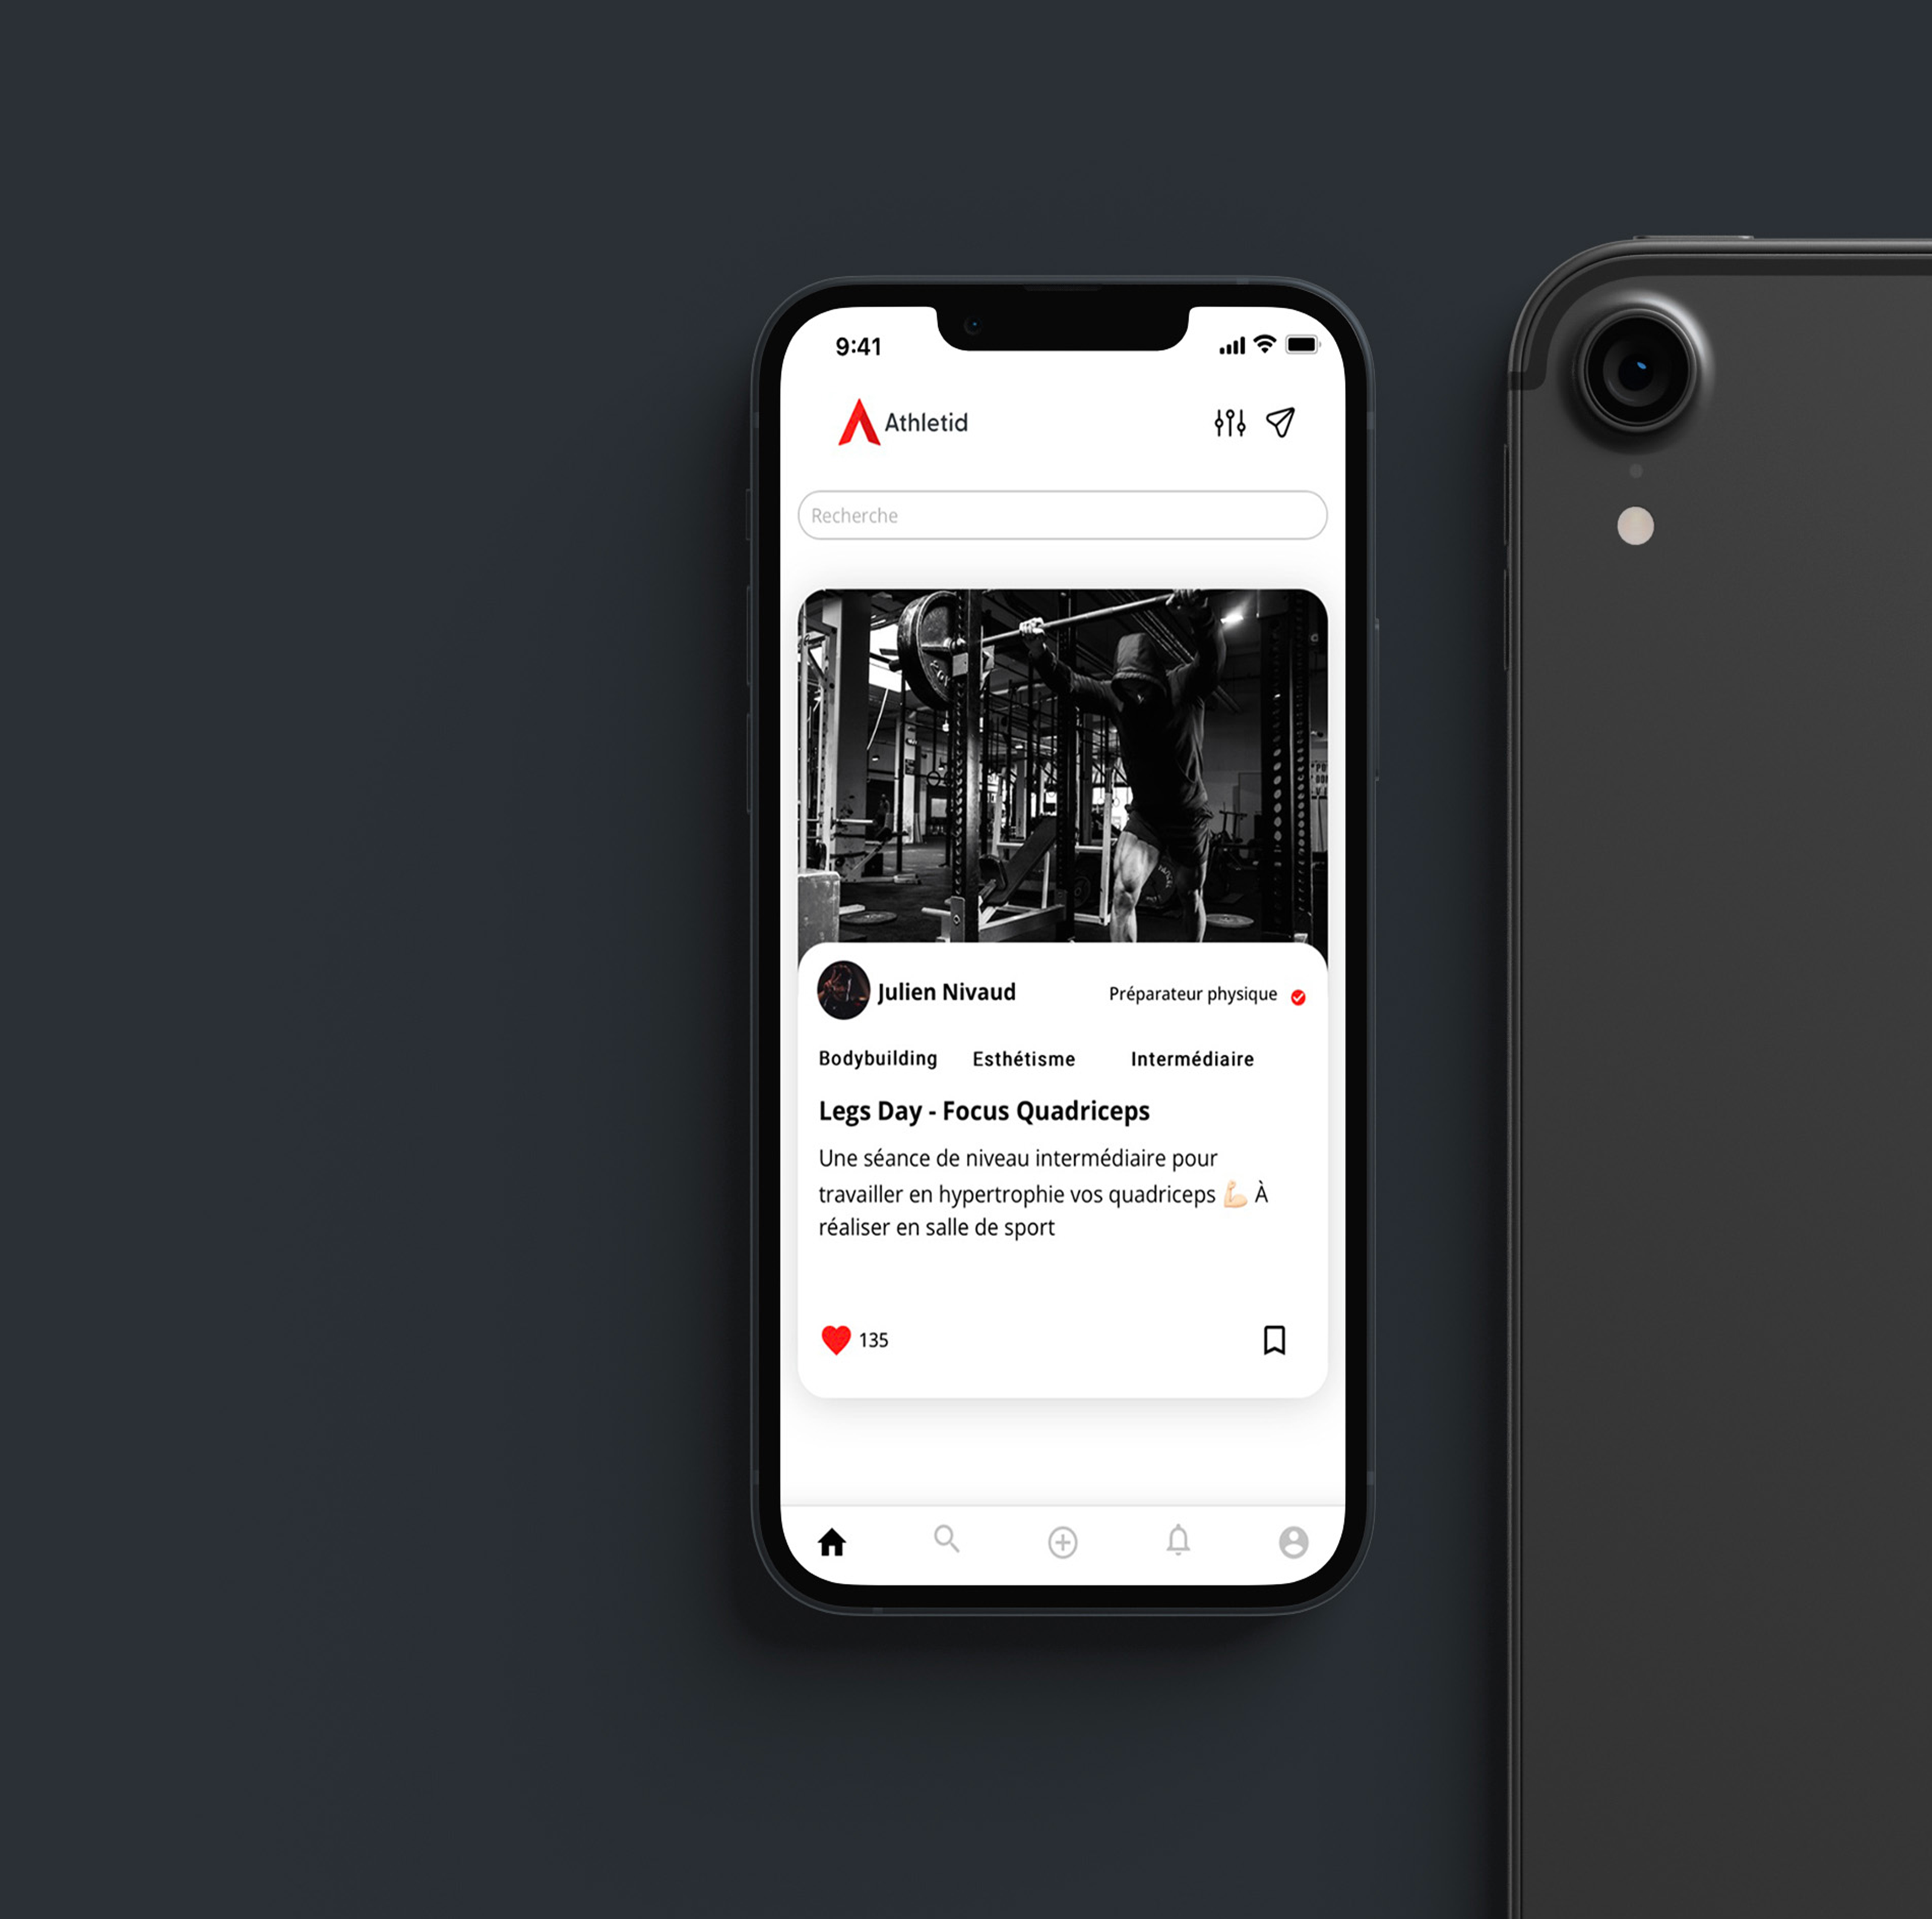 9:41
Athletid
Recherche
Julien Nivaud
Préparateur physique
Bodybuilding Esthétisme Intermédiaire
Legs Day - Focus Quadriceps
Une séance de niveau intermédiaire pour
travailler en hypertrophie vos quadriceps 💪🏻 À
réaliser en salle de sport
135